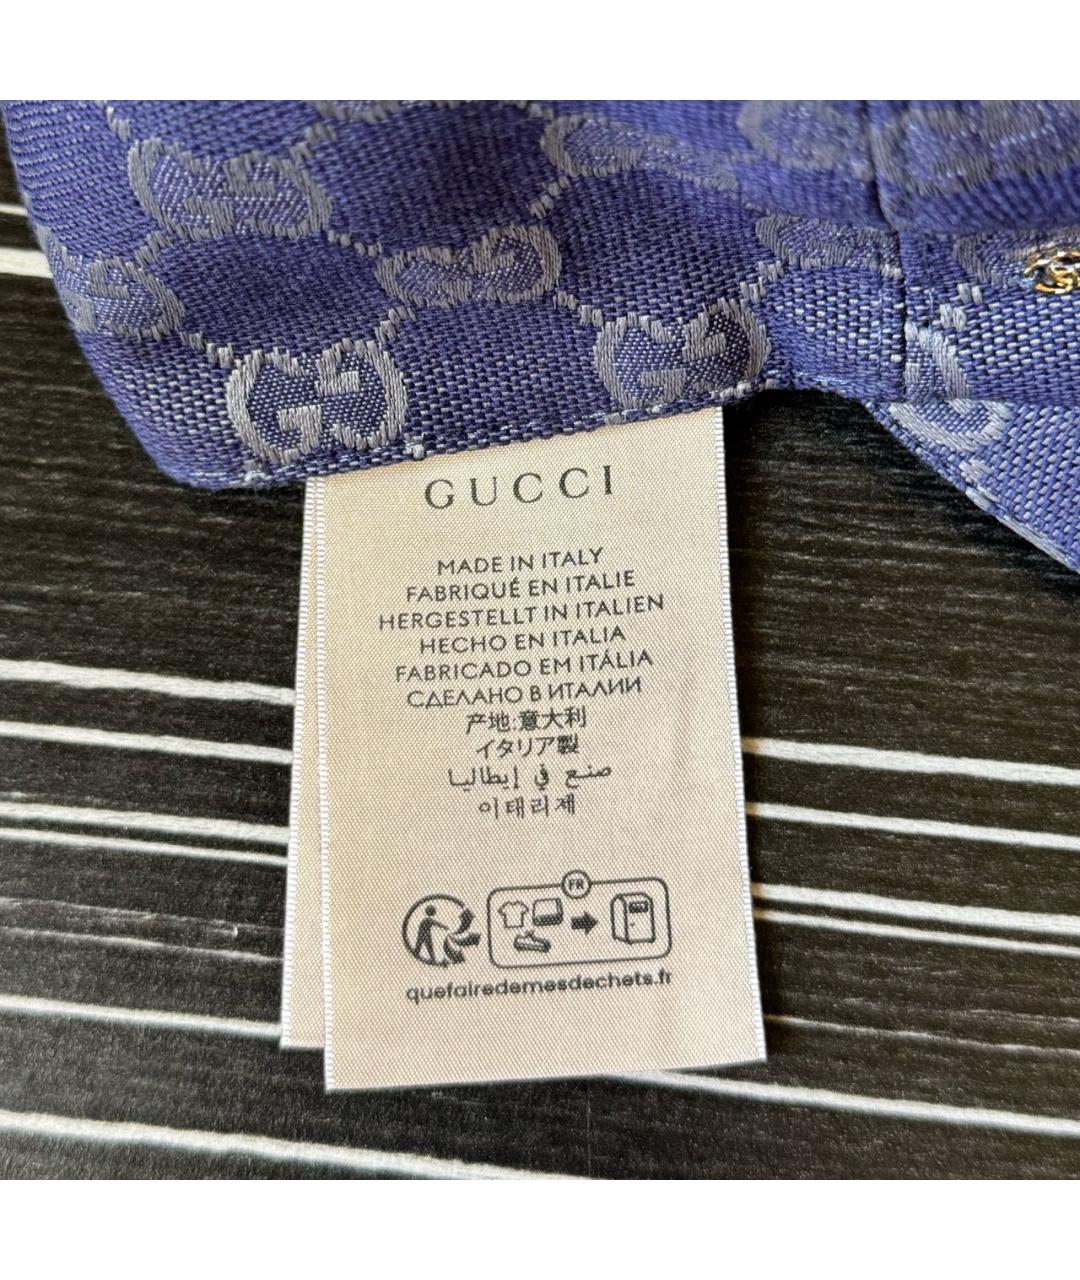 GUCCI
MADE IN ITALY
FABRIQUÉ EN ITALIE
HERGESTELLT IN ITALIEN
HECHO EN ITALIA
FABRICADO EM ITÁLIA
СДЕЛАНО В ИТАЛИИ
产地:意大利
イタリア製
صنع في إيطاليا
이태리제
FR
quefairedemesdechets.fr